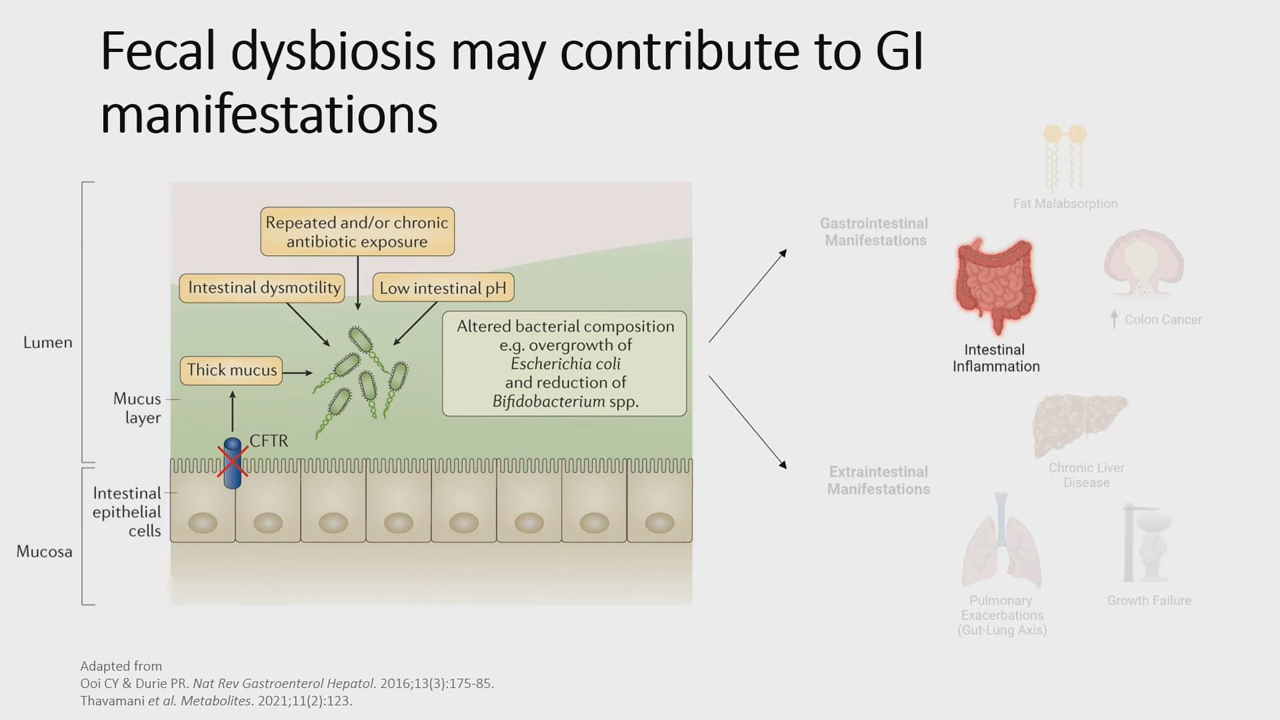 Fecal dysbiosis may contribute to GI
manifestations
Repeated and/or chronic
antibiotic exposure
Intestinal dysmotility
Low intestinal pH
Altered bacterial composition
e.g. overgrowth of
Escherichia coli
and reduction of
Bifidobacterium spp.
Thick mucus
CFTR
Lumen
Mucus
layer
Intestinal
epithelial
cells
Mucosa
Gastrointestinal
Manifestations
Fat Malabsorption
Intestinal
Inflammation
Colon Cancer
Extraintestinal
Manifestations
Chronic Liver
Disease
Pulmonary
Exacerbations
(Gut-Lung Axis)
Growth Failure
Adapted from
Ooi CY & Durie PR. Nat Rev Gastroenterol Hepatol. 2016;13(3):175-85.
Thavamani et al. Metabolites. 2021;11(2):123.